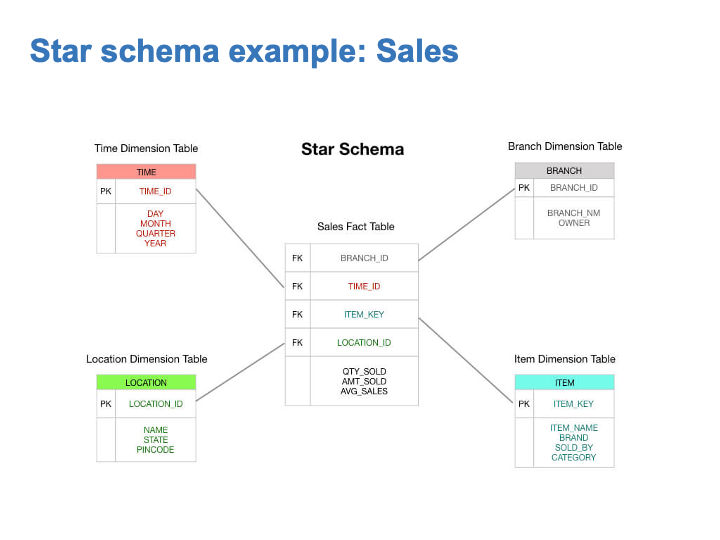 Star schema example: Sales
Star Schema
Time Dimension Table
TIME
PK TIME_ID
DAY
MONTH
QUARTER
YEAR
Branch Dimension Table
BRANCH
PK BRANCH_ID
BRANCH_NM
OWNER
Sales Fact Table
FK BRANCH_ID
FK TIME_ID
FK ITEM_KEY
FK LOCATION_ID
QTY_SOLD
AMT_SOLD
AVG_SALES
Location Dimension Table
LOCATION
PK LOCATION_ID
NAME
STATE
PINCODE
Item Dimension Table
ITEM
PK ITEM_KEY
ITEM_NAME
BRAND
SOLD_BY
CATEGORY